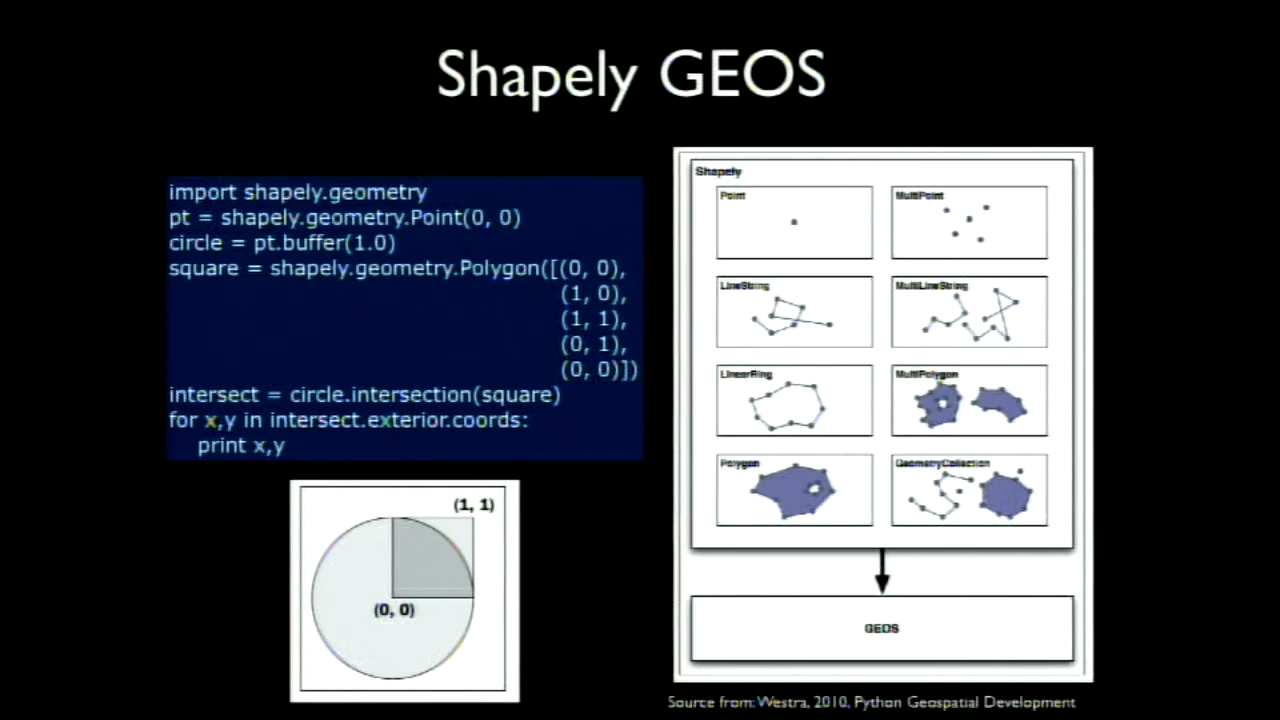 Shapely GEOS
import shapely.geometry
pt = shapely.geometry.Point(0, 0)
circle = pt.buffer(1.0)
square = shapely.geometry.Polygon([(0, 0),
(1, 0),
(1, 1),
(0, 1),
(0, 0)])
intersect = circle.intersection(square)
for x,y in intersect.exterior.coords:
print x,y
(1, 1)
(0, 0)
Shapely
Point
MultiPoint
LineString
MultiLineString
LinearRing
MultiPolygon
Polygon
GeometryCollection
GEOS
Source from: Westra, 2010, Python Geospatial Development